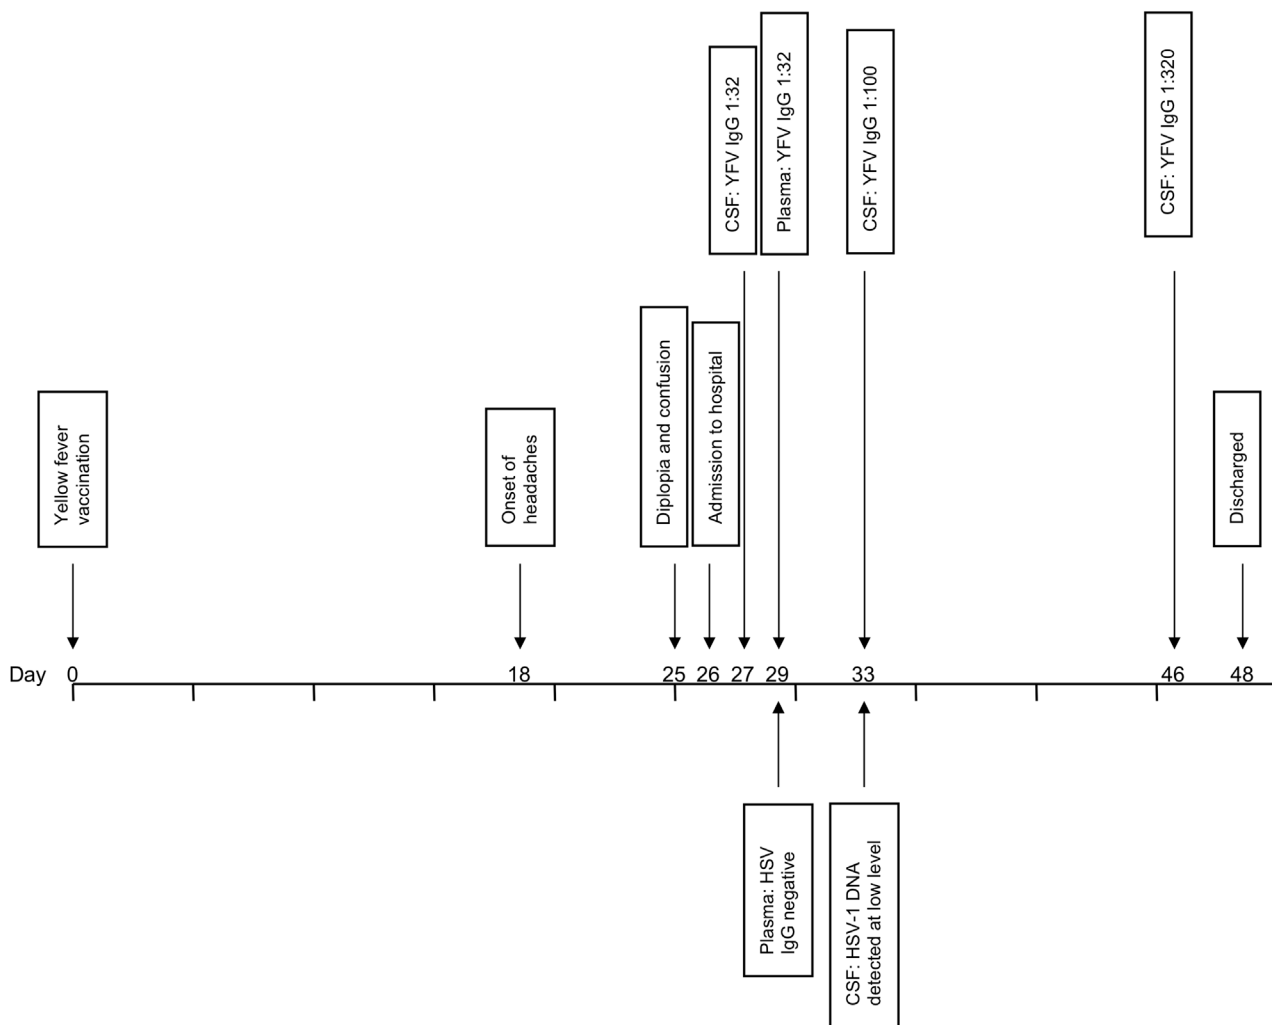 Yellow fever
vaccination
Onset of
headaches
Diplopia and confusion
Admission to hospital
CSF: YFV IgG 1:32
Plasma: YFV IgG 1:32
CSF: YFV IgG 1:100
CSF: YFV IgG 1:320
Discharged
Day 0 18 25 26 27 29 33 46 48
Plasma: HSV
IgG negative
CSF: HSV-1 DNA
detected at low level